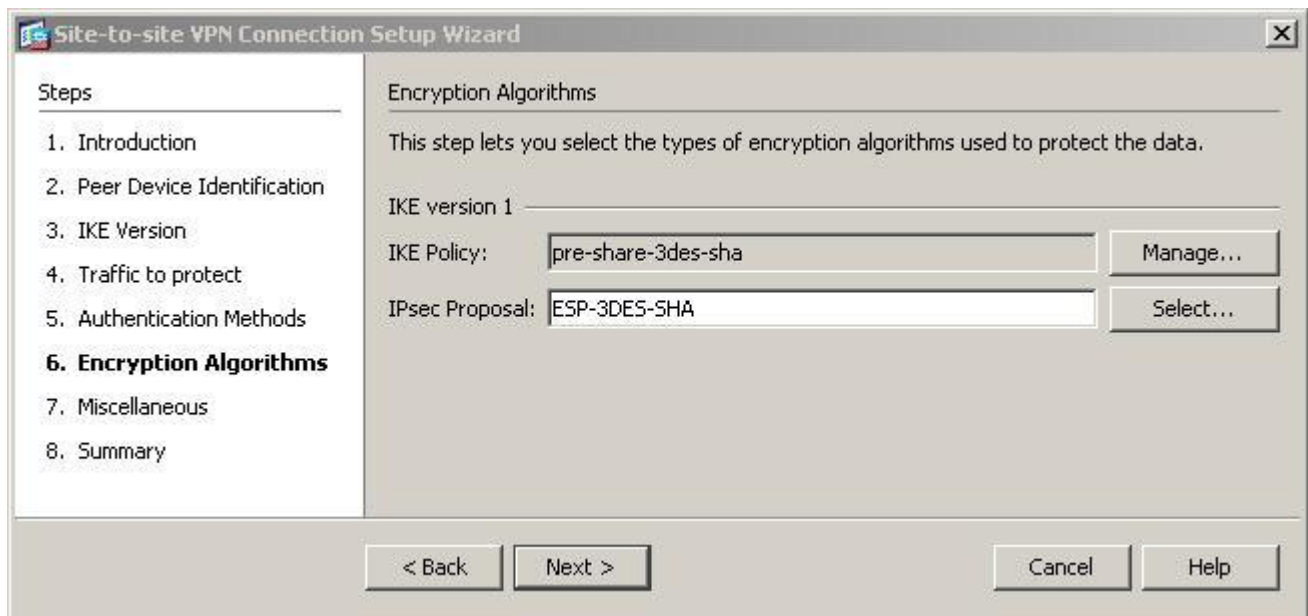 Site-to-site VPN Connection Setup Wizard
Steps
1. Introduction
2. Peer Device Identification
3. IKE Version
4. Traffic to protect
5. Authentication Methods
6. Encryption Algorithms
7. Miscellaneous
8. Summary
Encryption Algorithms
This step lets you select the types of encryption algorithms used to protect the data.
IKE version 1
IKE Policy: pre-share-3des-sha Manage...
IPsec Proposal: ESP-3DES-SHA Select...
< Back Next > Cancel Help